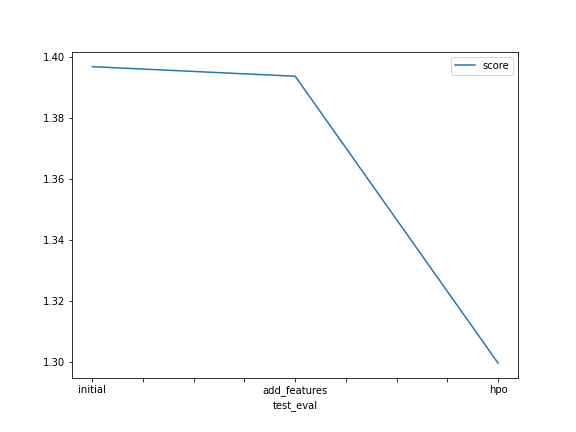 score
1.40
1.38
1.36
1.34
1.32
1.30
initial add_features hpo
test_eval